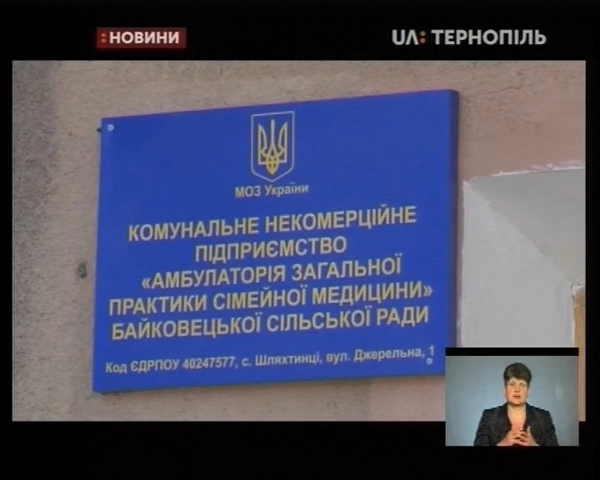 :НОВИНИ
UA: ТЕРНОПІЛЬ
МОЗ України
КОМУНАЛЬНЕ НЕКОМЕРЦІЙНЕ
ПІДПРИЄМСТВО
«АМБУЛАТОРІЯ ЗАГАЛЬНОЇ
ПРАКТИКИ СІМЕЙНОЇ МЕДИЦИНИ»
БАЙКОВЕЦЬКОЇ СІЛЬСЬКОЇ РАДИ
Код ЄДРПОУ 40247577, с. Шляхтинці, вул. Джерельна, 1